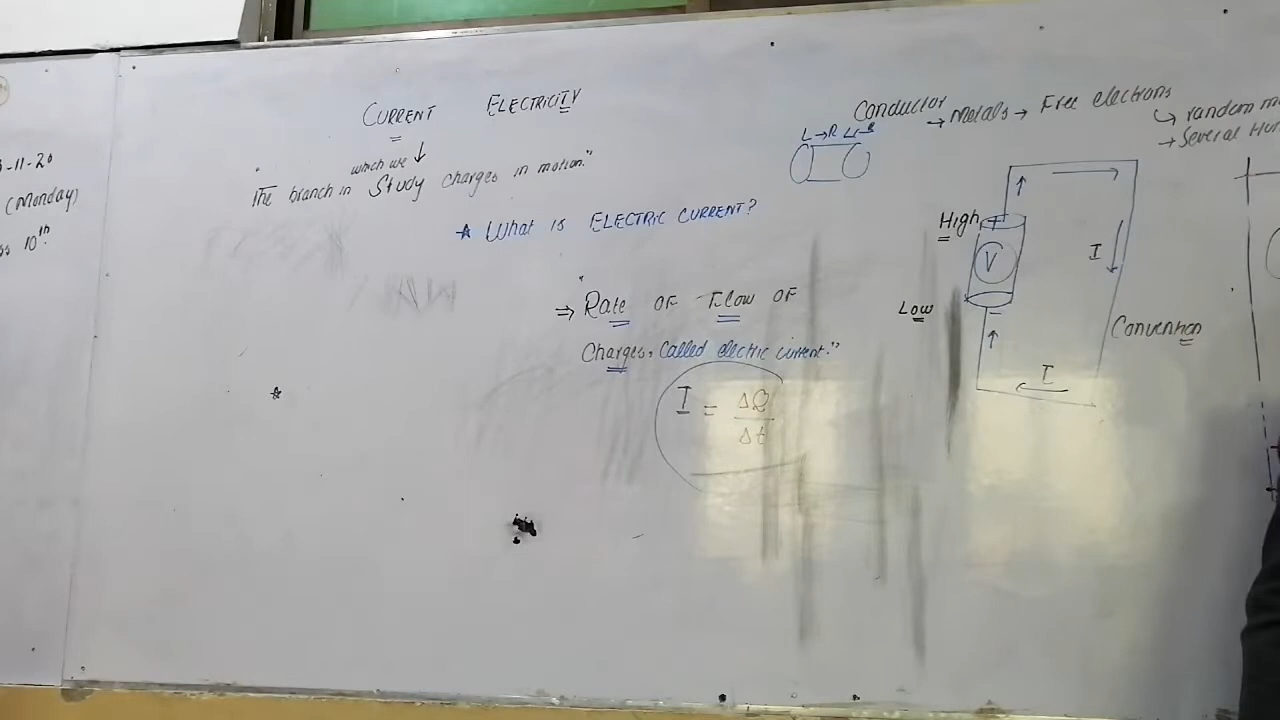 -11-20
(Monday)
10th
CURRENT ELECTRICITY
which we ↓
"The branch in Study charges in motion."
☆ What is ELECTRIC CURRENT?
"
⇒ Rate OF Flow OF
Charges, Called electric current."
I = ΔQ / Δt
Conductor → Metals → Free electrons
↳ random
→ Several
L→R L→R
High +
V
Low −
I
Convention
I